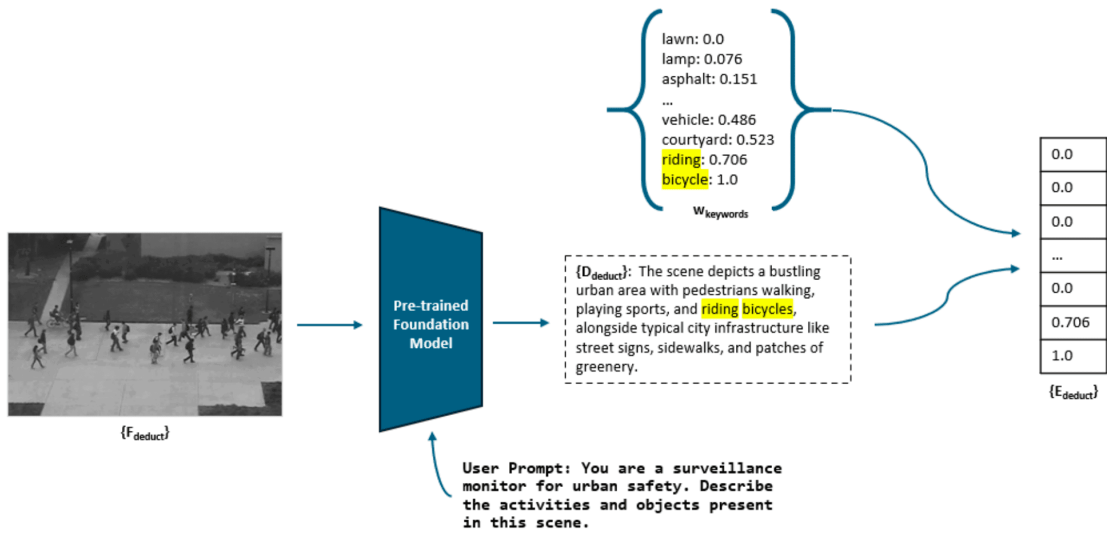 lawn: 0.0
lamp: 0.076
asphalt: 0.151
...
vehicle: 0.486
courtyard: 0.523
riding: 0.706
bicycle: 1.0
wkeywords
{Fdeduct}
Pre-trained
Foundation
Model
{Ddeduct}: The scene depicts a bustling
urban area with pedestrians walking,
playing sports, and riding bicycles,
alongside typical city infrastructure like
street signs, sidewalks, and patches of
greenery.
User Prompt: You are a surveillance
monitor for urban safety. Describe
the activities and objects present
in this scene.
0.0
0.0
0.0
...
0.0
0.706
1.0
{Ededuct}